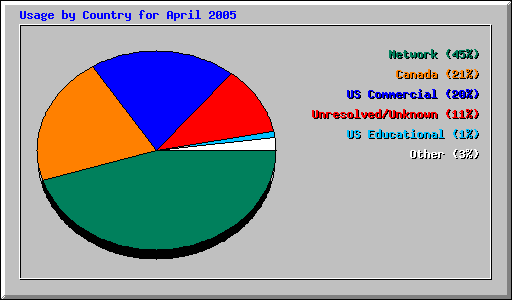 Usage by Country for April 2005
Network (45%)
Canada (21%)
US Commercial (20%)
Unresolved/Unknown (11%)
US Educational (1%)
Other (3%)